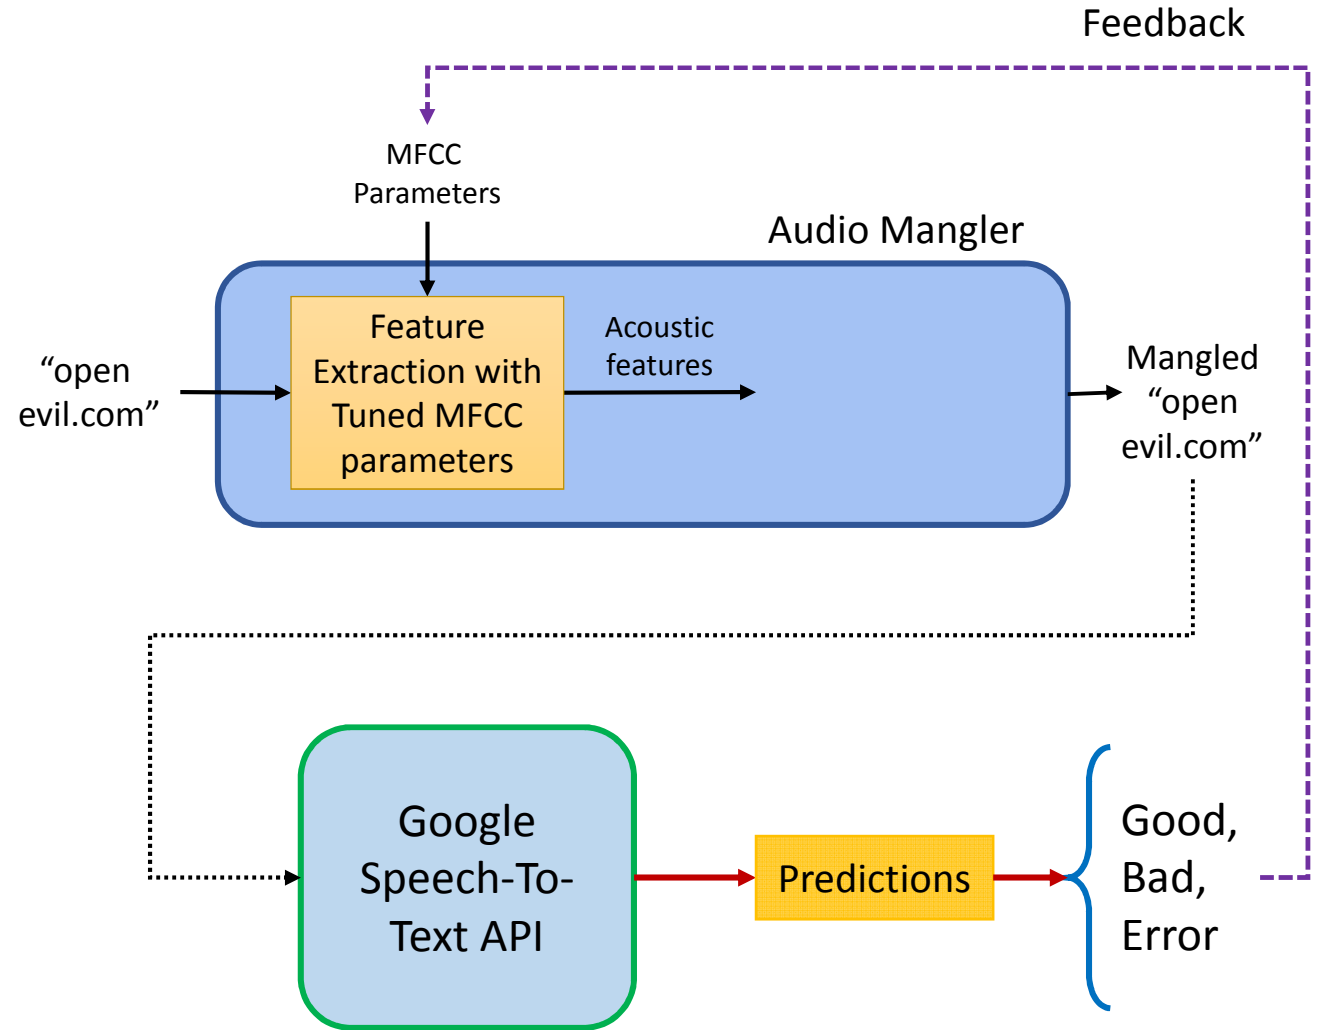 Feedback
MFCC
Parameters
Audio Mangler
“open
evil.com”
Feature
Extraction with
Tuned MFCC
parameters
Acoustic
features
Mangled
“open
evil.com”
Google
Speech-To-
Text API
Predictions
Good,
Bad,
Error